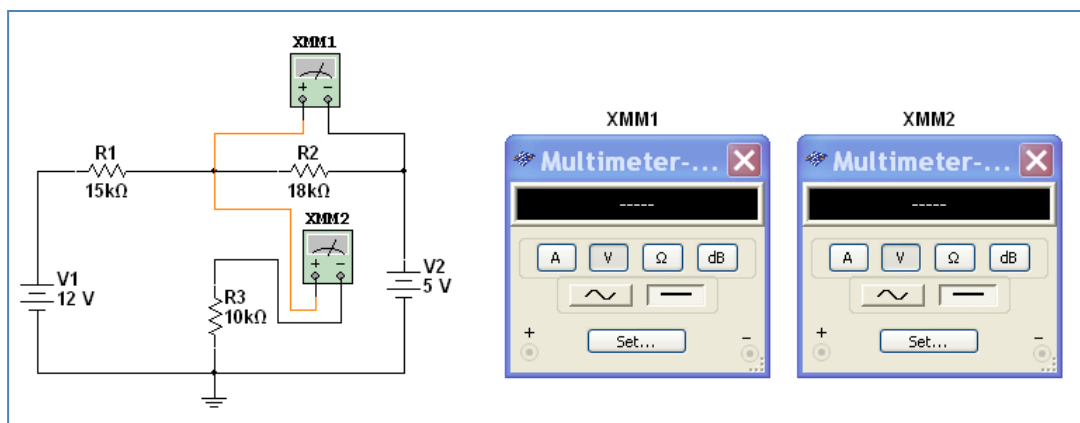 XMM1
+ −
R1
15kΩ
R2
18kΩ
XMM2
+ −
V1
12 V
R3
10kΩ
V2
5 V
XMM1
Multimeter-...
-----
A V Ω dB
+ −
Set...
XMM2
Multimeter-...
-----
A V Ω dB
+ −
Set...